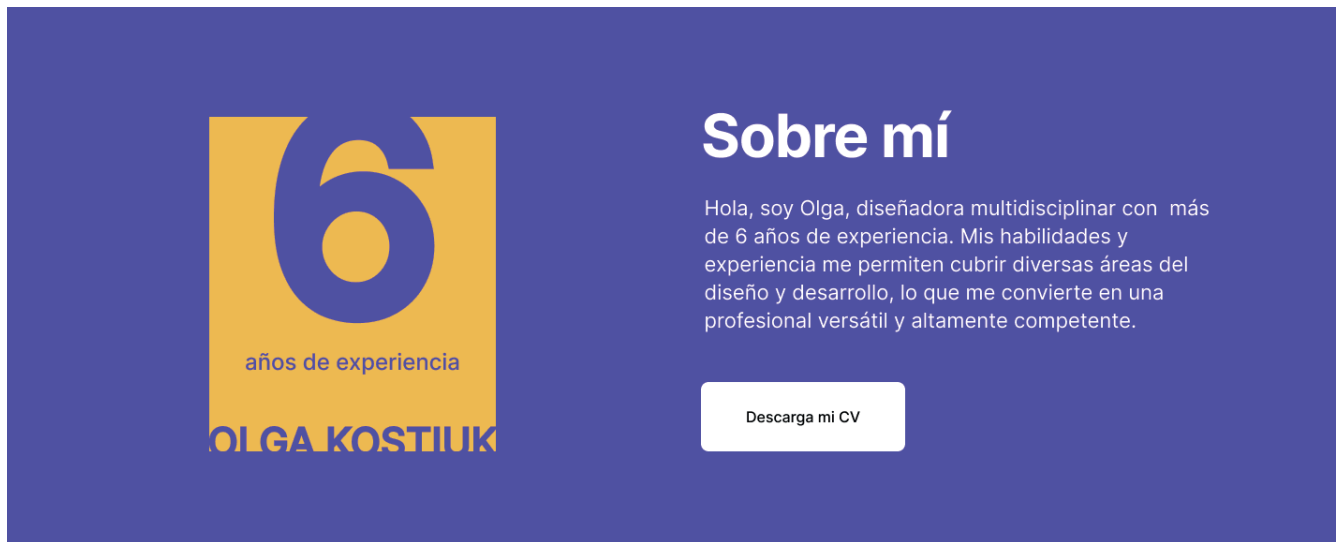 6
años de experiencia
OLGA KOSTIUK
Sobre mí
Hola, soy Olga, diseñadora multidisciplinar con  más
de 6 años de experiencia. Mis habilidades y
experiencia me permiten cubrir diversas áreas del
diseño y desarrollo, lo que me convierte en una
profesional versátil y altamente competente.
Descarga mi CV